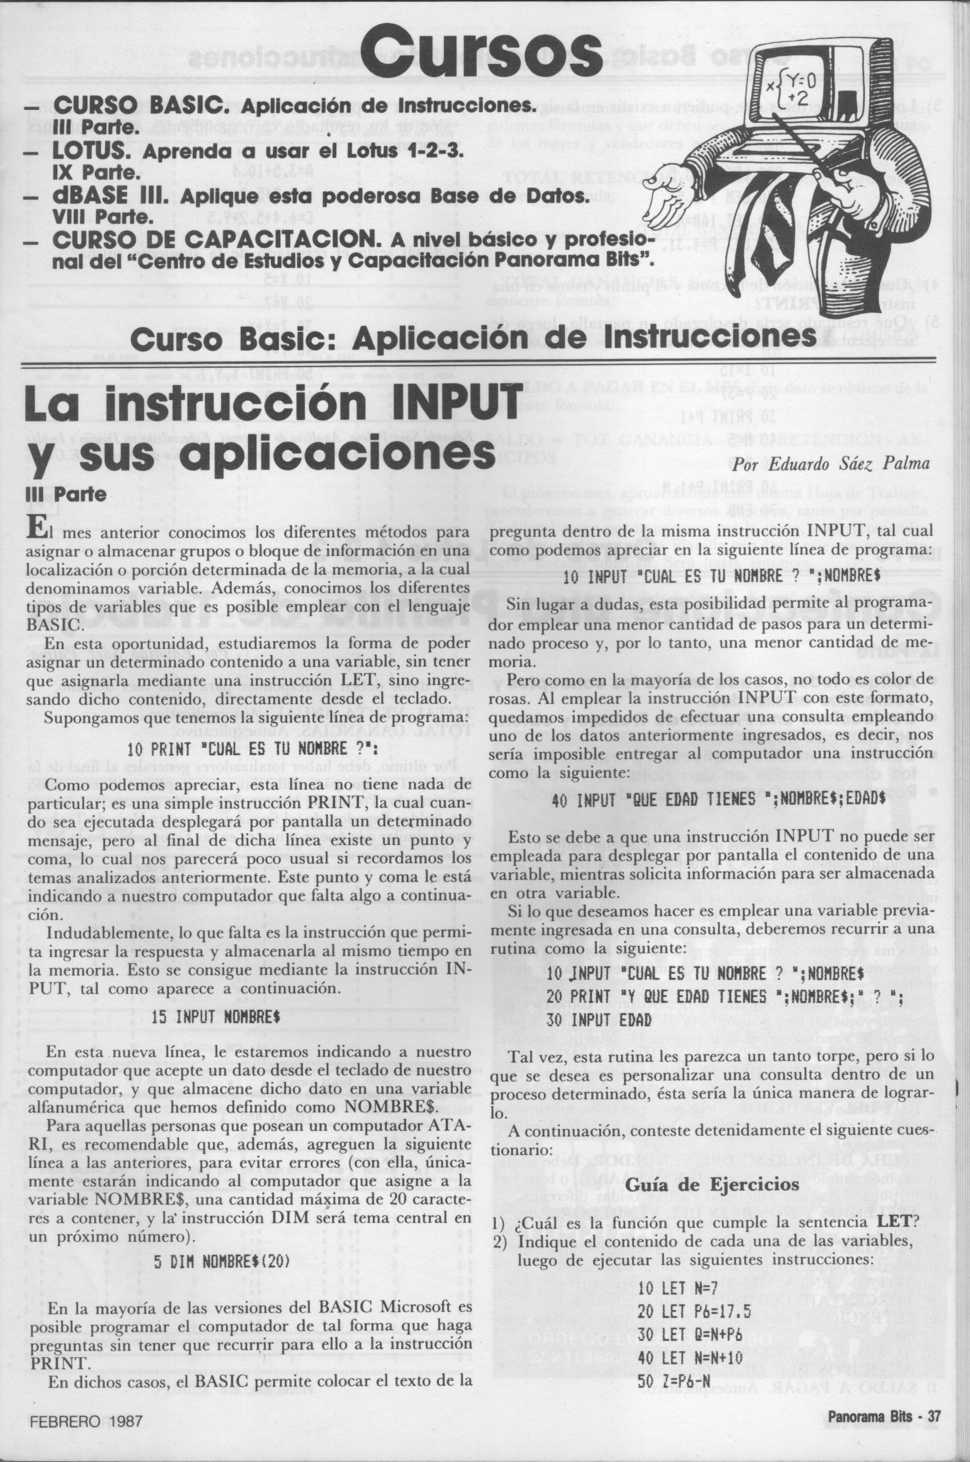 Cursos
– CURSO BASIC. Aplicación de Instrucciones.
III Parte.
– LOTUS. Aprenda a usar el Lotus 1-2-3.
IX Parte.
– dBASE III. Aplique esta poderosa Base de Datos.
VIII Parte.
– CURSO DE CAPACITACION. A nivel básico y profesio-
nal del “Centro de Estudios y Capacitación Panorama Bits”.
x{Y=0
+2
Curso Basic: Aplicación de Instrucciones
La instrucción INPUT
y sus aplicaciones
Por Eduardo Sáez Palma
III Parte
El mes anterior conocimos los diferentes métodos para
asignar o almacenar grupos o bloque de información en una
localización o porción determinada de la memoria, a la cual
denominamos variable. Además, conocimos los diferentes
tipos de variables que es posible emplear con el lenguaje
BASIC.
En esta oportunidad, estudiaremos la forma de poder
asignar un determinado contenido a una variable, sin tener
que asignarla mediante una instrucción LET, sino ingre-
sando dicho contenido, directamente desde el teclado.
Supongamos que tenemos la siguiente línea de programa:
10 PRINT "CUAL ES TU NOMBRE ?";
Como podemos apreciar, esta línea no tiene nada de
particular; es una simple instrucción PRINT, la cual cuan-
do sea ejecutada desplegará por pantalla un determinado
mensaje, pero al final de dicha línea existe un punto y
coma, lo cual nos parecerá poco usual si recordamos los
temas analizados anteriormente. Este punto y coma le está
indicando a nuestro computador que falta algo a continua-
ción.
Indudablemente, lo que falta es la instrucción que permi-
ta ingresar la respuesta y almacenarla al mismo tiempo en
la memoria. Esto se consigue mediante la instrucción IN-
PUT, tal como aparece a continuación.
15 INPUT NOMBRE$
En esta nueva línea, le estaremos indicando a nuestro
computador que acepte un dato desde el teclado de nuestro
computador, y que almacene dicho dato en una variable
alfanumérica que hemos definido como NOMBRE$.
Para aquellas personas que posean un computador ATA-
RI, es recomendable que, además, agreguen la siguiente
línea a las anteriores, para evitar errores (con ella, única-
mente estarán indicando al computador que asigne a la
variable NOMBRE$, una cantidad máxima de 20 caracte-
res a contener, y la instrucción DIM será tema central en
un próximo número).
5 DIM NOMBRE$(20)
En la mayoría de las versiones del BASIC Microsoft es
posible programar el computador de tal forma que haga
preguntas sin tener que recurrir para ello a la instrucción
PRINT.
En dichos casos, el BASIC permite colocar el texto de la
pregunta dentro de la misma instrucción INPUT, tal cual
como podemos apreciar en la siguiente línea de programa:
10 INPUT "CUAL ES TU NOMBRE ? ";NOMBRE$
Sin lugar a dudas, esta posibilidad permite al programa-
dor emplear una menor cantidad de pasos para un determi-
nado proceso y, por lo tanto, una menor cantidad de me-
moria.
Pero como en la mayoría de los casos, no todo es color de
rosas. Al emplear la instrucción INPUT con este formato,
quedamos impedidos de efectuar una consulta empleando
uno de los datos anteriormente ingresados, es decir, nos
sería imposible entregar al computador una instrucción
como la siguiente:
40 INPUT "QUE EDAD TIENES ";NOMBRE$;EDAD$
Esto se debe a que una instrucción INPUT no puede ser
empleada para desplegar por pantalla el contenido de una
variable, mientras solicita información para ser almacenada
en otra variable.
Si lo que deseamos hacer es emplear una variable previa-
mente ingresada en una consulta, deberemos recurrir a una
rutina como la siguiente:
10 INPUT "CUAL ES TU NOMBRE ? ";NOMBRE$
20 PRINT "Y QUE EDAD TIENES ";NOMBRE$;" ? ";
30 INPUT EDAD
Tal vez, esta rutina les parezca un tanto torpe, pero si lo
que se desea es personalizar una consulta dentro de un
proceso determinado, ésta sería la única manera de lograr-
lo.
A continuación, conteste detenidamente el siguiente cues-
tionario:
Guía de Ejercicios
1) ¿Cuál es la función que cumple la sentencia LET?
2) Indique el contenido de cada una de las variables,
luego de ejecutar las siguientes instrucciones:
10 LET N=7
20 LET P6=17.5
30 LET Q=N+P6
40 LET N=N+10
50 Z=P6-N
FEBRERO 1987
Panorama Bits - 37